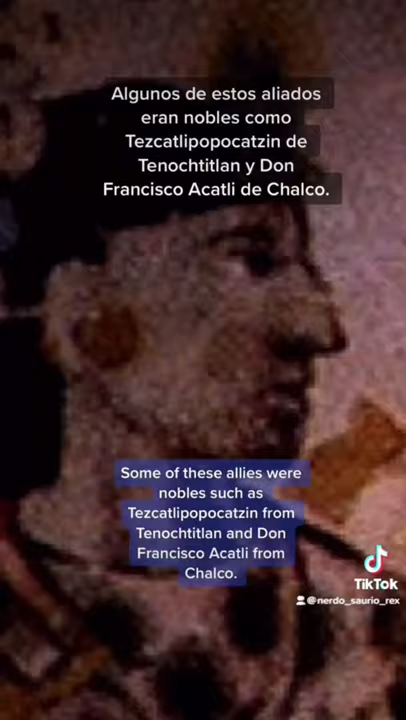 Algunos de estos aliados
eran nobles como
Tezcatlipopocatzin de
Tenochtitlan y Don
Francisco Acatli de Chalco.
Some of these allies were
nobles such as
Tezcatlipopocatzin from
Tenochtitlan and Don
Francisco Acatli from
Chalco.
TikTok
@nerdo_saurio_rex